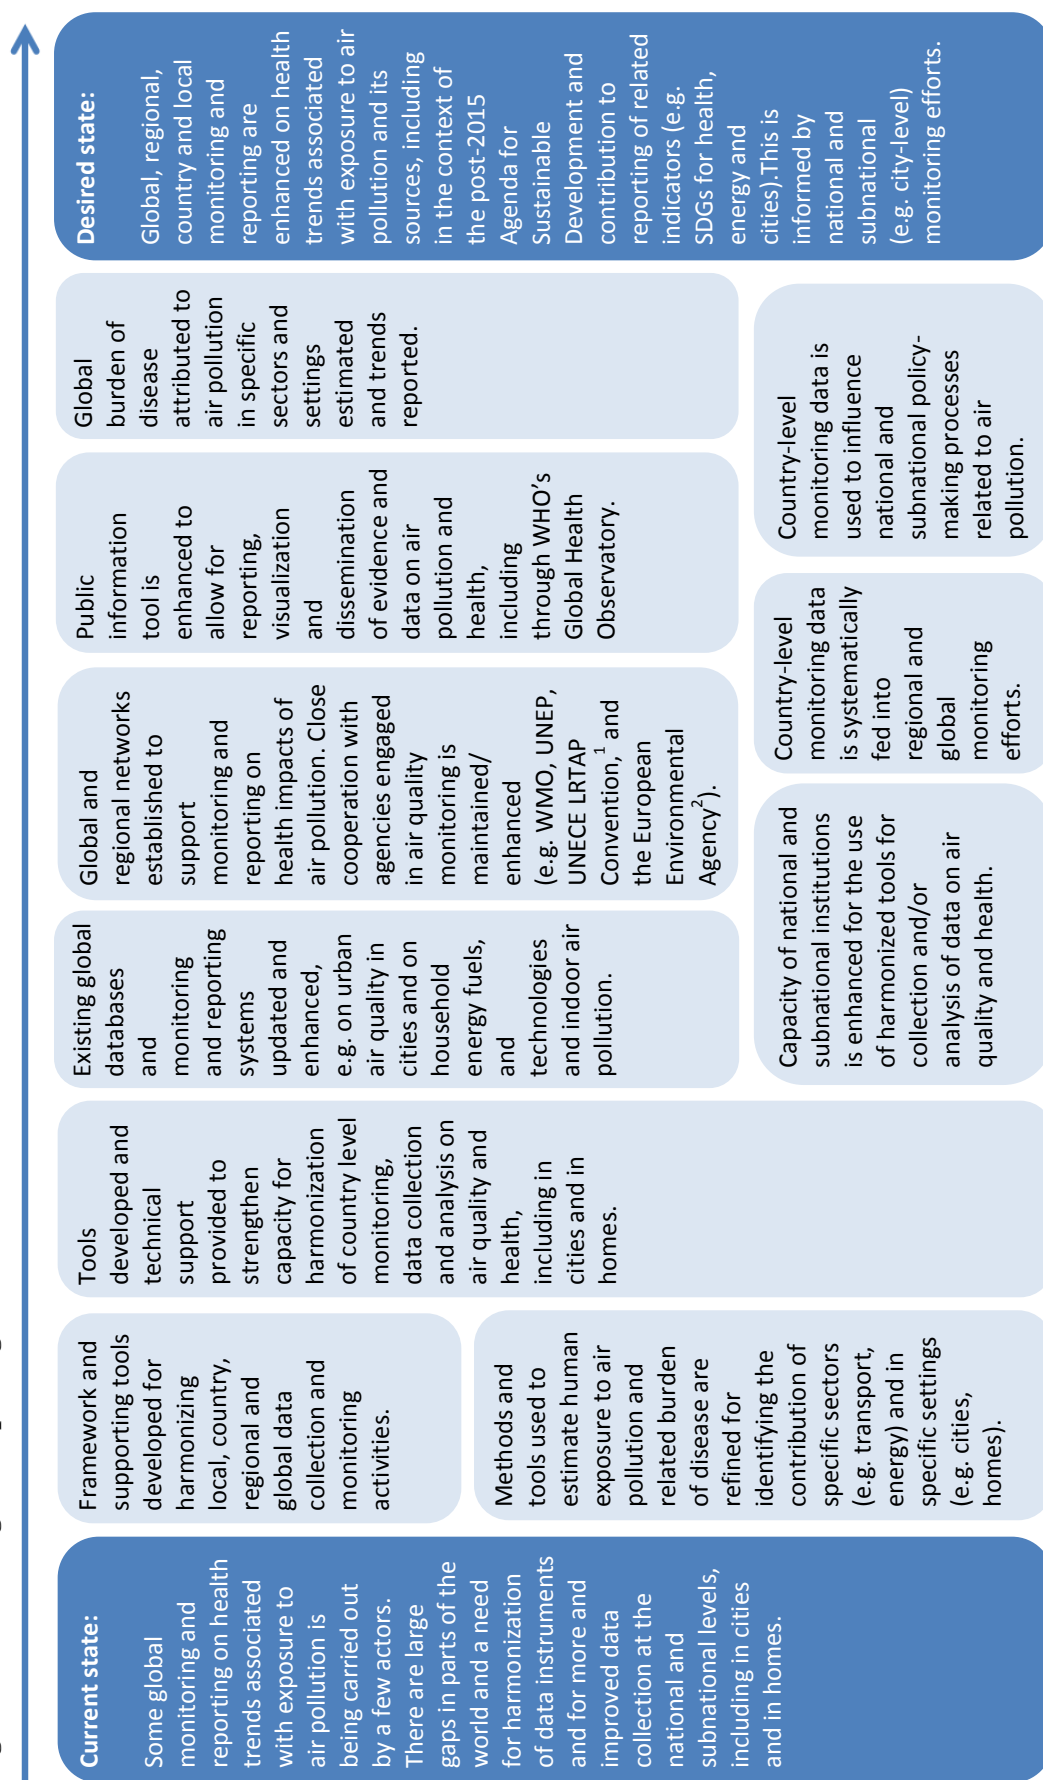 Current state:
Some global
monitoring and
reporting on health
trends associated
with exposure to
air pollution is
being carried out
by a few actors.
There are large
gaps in parts of the
world and a need
for harmonization
of data instruments
and for more and
improved data
collection at the
national and
subnational levels,
including in cities
and in homes.
Framework and
supporting tools
developed for
harmonizing
local, country,
regional and
global data
collection and
monitoring
activities.
Methods and
tools used to
estimate human
exposure to air
pollution and
related burden
of disease are
refined for
identifying the
contribution of
specific sectors
(e.g. transport,
energy) and in
specific settings
(e.g. cities,
homes).
Tools
developed and
technical
support
provided to
strengthen
capacity for
harmonization
of country level
monitoring,
data collection
and analysis on
air quality and
health,
including in
cities and in
homes.
Existing global
databases
and
monitoring
and reporting
systems
updated and
enhanced,
e.g. on urban
air quality in
cities and on
household
energy fuels,
and
technologies
and indoor air
pollution.
Global and
regional networks
established to
support
monitoring and
reporting on
health impacts of
air pollution. Close
cooperation with
agencies engaged
in air quality
monitoring is
maintained/
enhanced
(e.g. WMO, UNEP,
UNECE LRTAP
Convention,¹ and
the European
Environmental
Agency²).
Public
information
tool is
enhanced to
allow for
reporting,
visualization
and
dissemination
of evidence and
data on air
pollution and
health,
including
through WHO's
Global Health
Observatory.
Global
burden of
disease
attributed to
air pollution
in specific
sectors and
settings
estimated
and trends
reported.
Capacity of national and
subnational institutions
is enhanced for the use
of harmonized tools for
collection and/or
analysis of data on air
quality and health.
Country-level
monitoring data
is systematically
fed into
regional and
global
monitoring
efforts.
Country-level
monitoring data is
used to influence
national and
subnational policy-
making processes
related to air
pollution.
Desired state:
Global, regional,
country and local
monitoring and
reporting are
enhanced on health
trends associated
with exposure to air
pollution and its
sources, including
in the context of
the post-2015
Agenda for
Sustainable
Development and
contribution to
reporting of related
indicators (e.g.
SDGs for health,
energy and
cities).This is
informed by
national and
subnational
(e.g. city-level)
monitoring efforts.